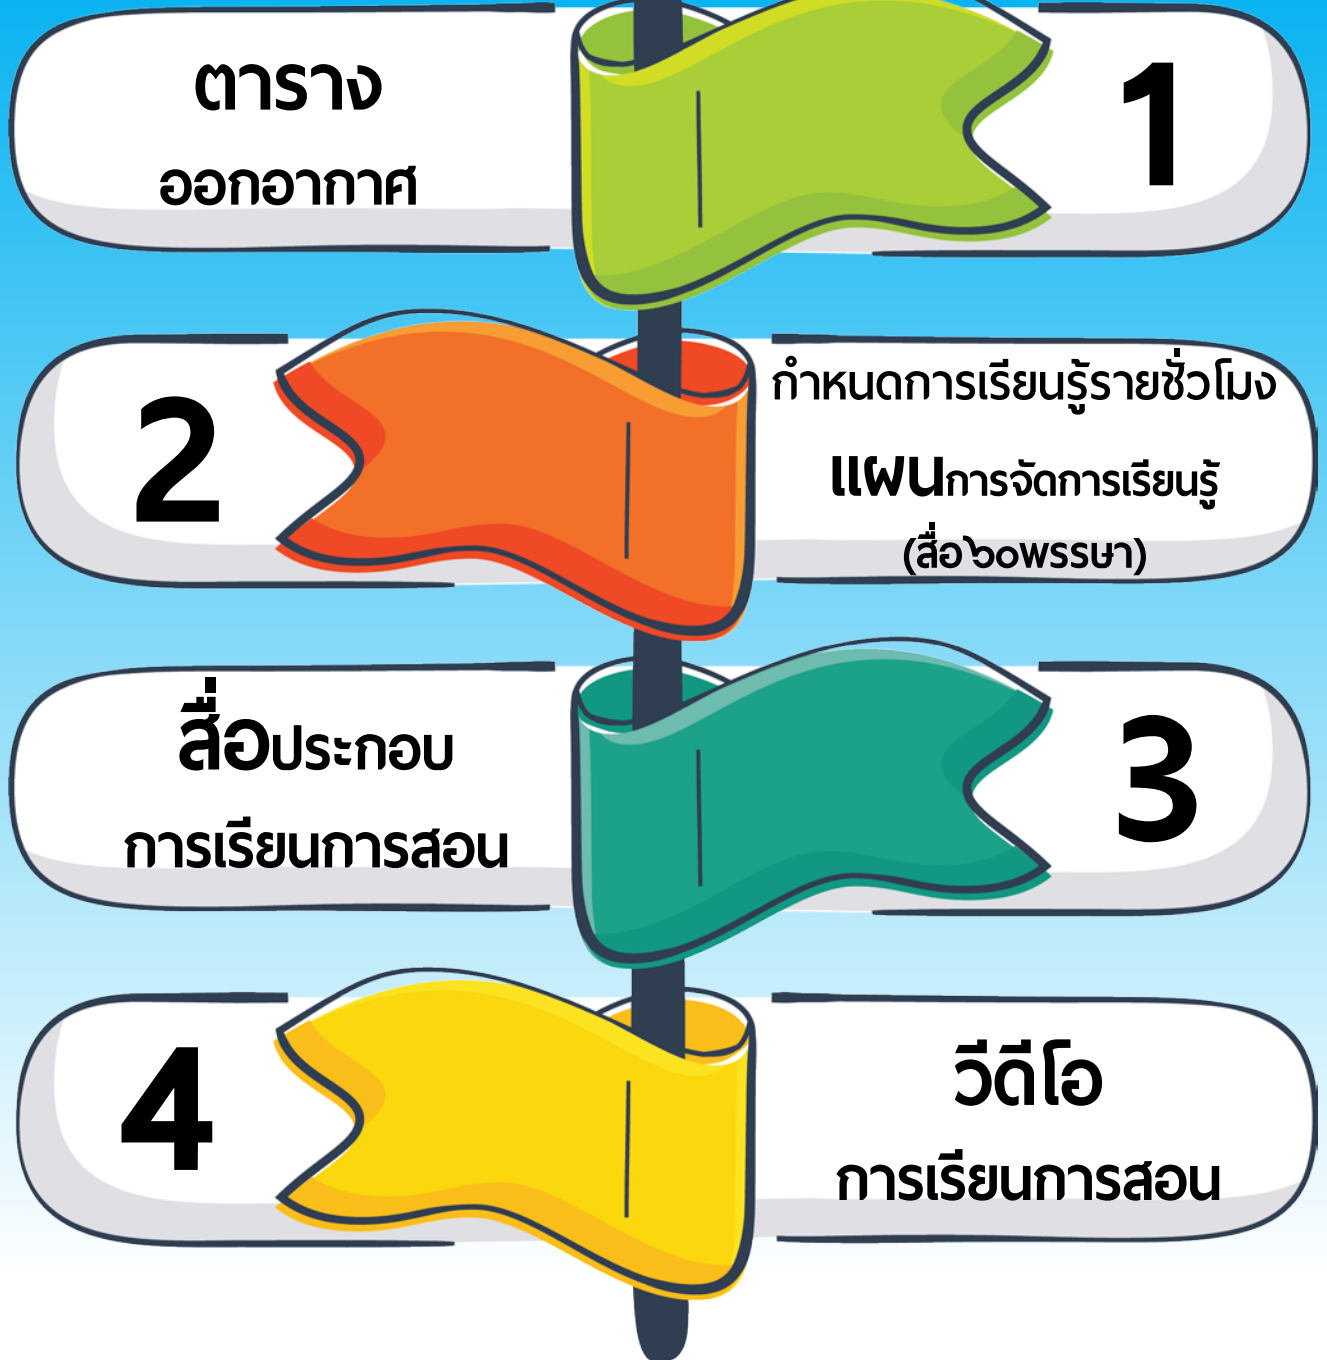 ตาราง
ออกอากาศ
1
2
กำหนดการเรียนรู้รายชั่วโมง
แผนการจัดการเรียนรู้
(สื่อ๖๐พรรษา)
สื่อประกอบ
การเรียนการสอน
3
4
วีดีโอ
การเรียนการสอน